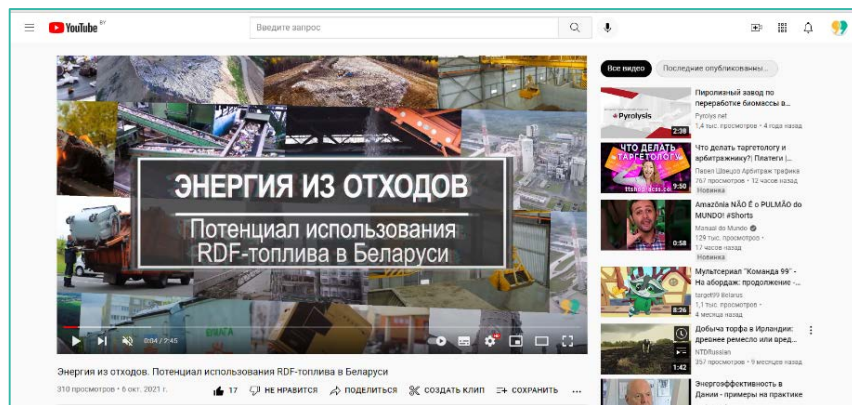 YouTube BY
Введите запрос
ЭНЕРГИЯ ИЗ ОТХОДОВ
Потенциал использования
RDF-топлива в Беларуси
0:04 / 2:45
Энергия из отходов. Потенциал использования RDF-топлива в Беларуси
310 просмотров • 6 окт. 2021 г.
17 НЕ НРАВИТСЯ ПОДЕЛИТЬСЯ СОЗДАТЬ КЛИП СОХРАНИТЬ ...
Все видео
Последние опубликованны...
Pyrolysis
2:38
Пиролизный завод по
переработке биомассы в...
Pyrolys.net
1,4 тыс. просмотров • 4 года назад
ЧТО ДЕЛАТЬ
ТАРГЕТОЛОГУ
9:50
Что делать таргетологу и
арбитражнику?| Платеги |...
Павел Швецов Арбитраж трафика
767 просмотров • 12 часов назад
Новинка
0:58
Amazônia NÃO É o PULMÃO do
MUNDO! #Shorts
Manual do Mundo
129 тыс. просмотров •
17 часов назад
Новинка
8:26
Мультсериал "Команда 99" -
На абордаж: продолжение -...
target99 Belarus
1,1 тыс. просмотров •
4 месяца назад
1:42
Добыча торфа в Ирландии:
древнее ремесло или вред...
NTDRussian
357 просмотров • 9 месяцев назад
Энергоэффективность в
Дании - примеры на практике